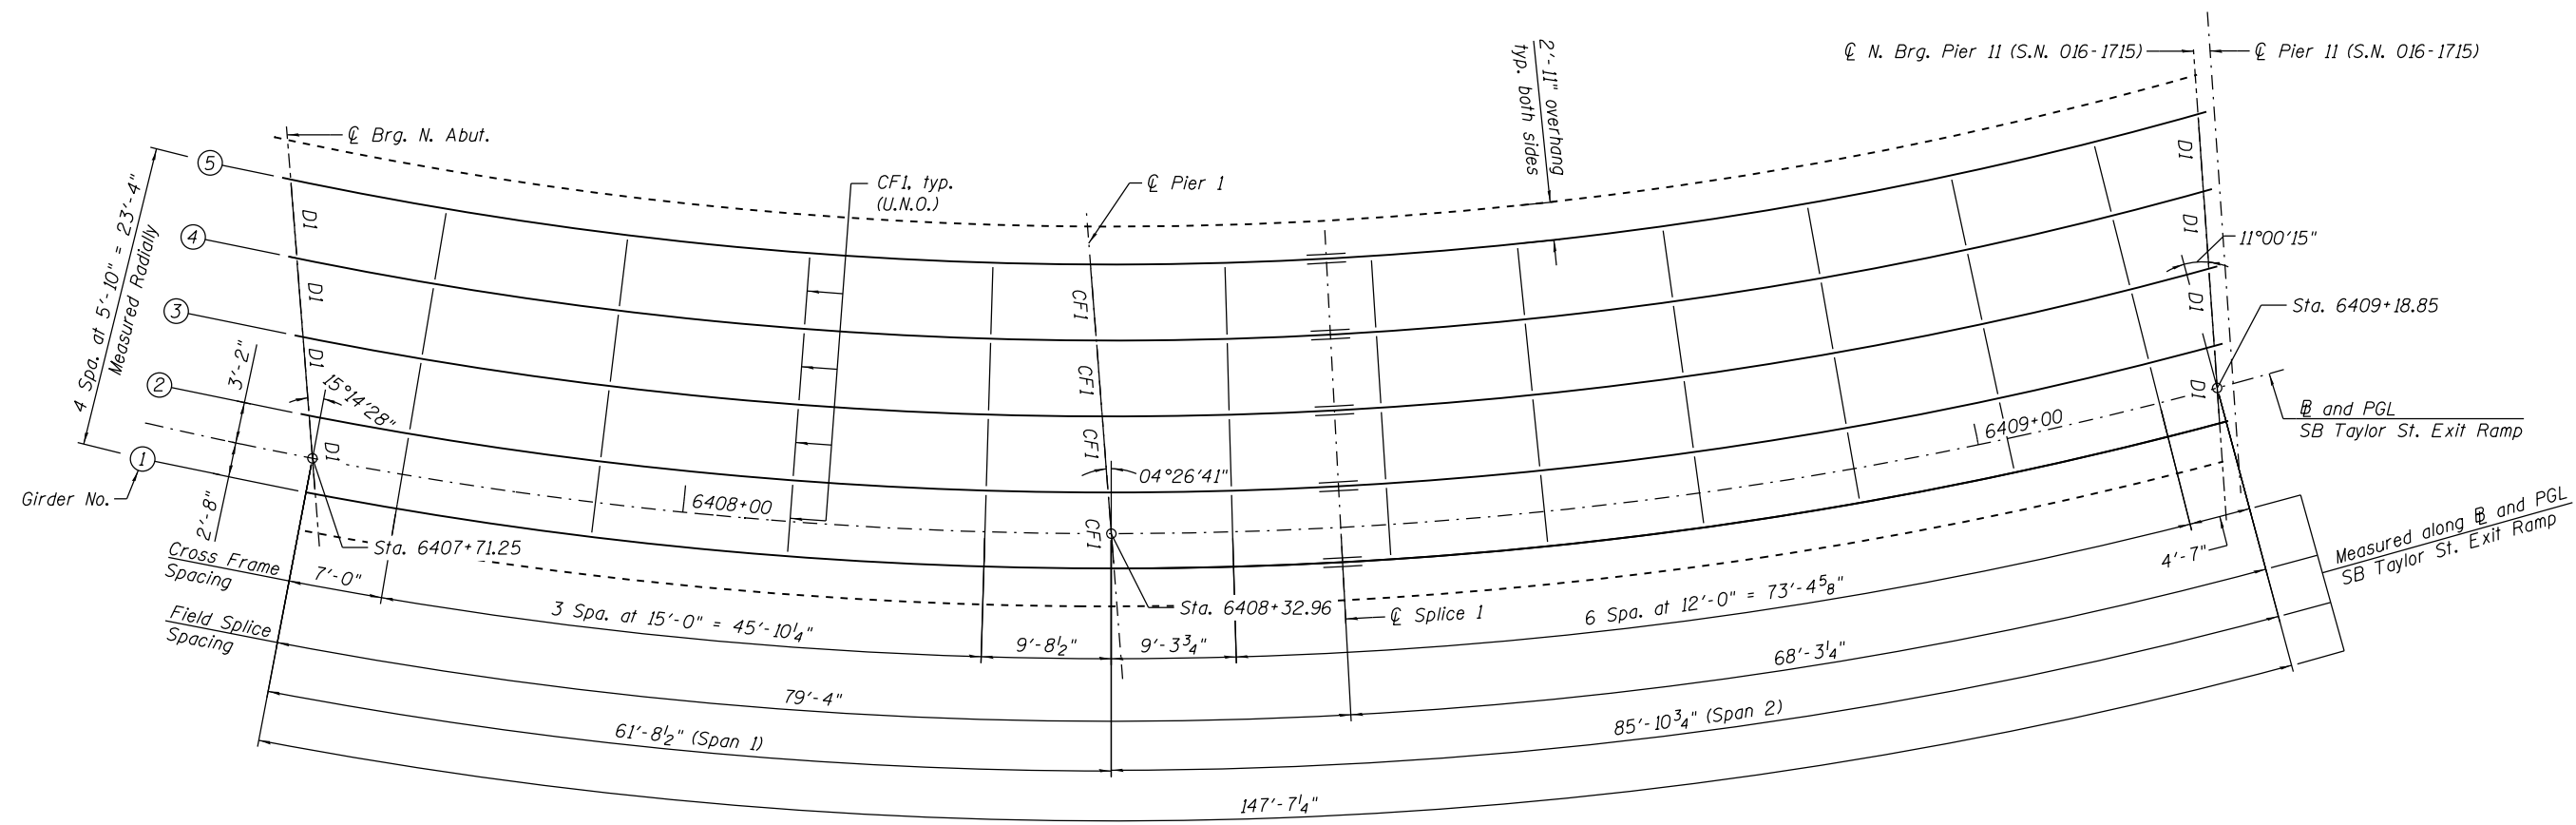 ℄ N. Brg. Pier 11 (S.N. 016-1715)
℄ Pier 11 (S.N. 016-1715)
2'-11" overhang
typ. both sides
℄ Brg. N. Abut.
5
4
3
2
1
Girder No.
4 Spa. at 5'-10" = 23'-4"
Measured Radially
3'-2"
2'-8"
CF1, typ.
(U.N.O.)
℄ Pier 1
D1
D1
D1
D1
15°14'28"
CF1
CF1
CF1
CF1
04°26'41"
D1
D1
D1
D1
11°00'15"
Sta. 6409+18.85
℄ and PGL
SB Taylor St. Exit Ramp
6408+00
6409+00
Sta. 6407+71.25
Sta. 6408+32.96
℄ Splice 1
Cross Frame
Spacing
7'-0"
3 Spa. at 15'-0" = 45'-10¼"
9'-8½"
9'-3¾"
6 Spa. at 12'-0" = 73'-4⅝"
4'-7"
Measured along ℄ and PGL
SB Taylor St. Exit Ramp
Field Splice
Spacing
79'-4"
68'-3¼"
61'-8½" (Span 1)
85'-10¾" (Span 2)
147'-7¼"